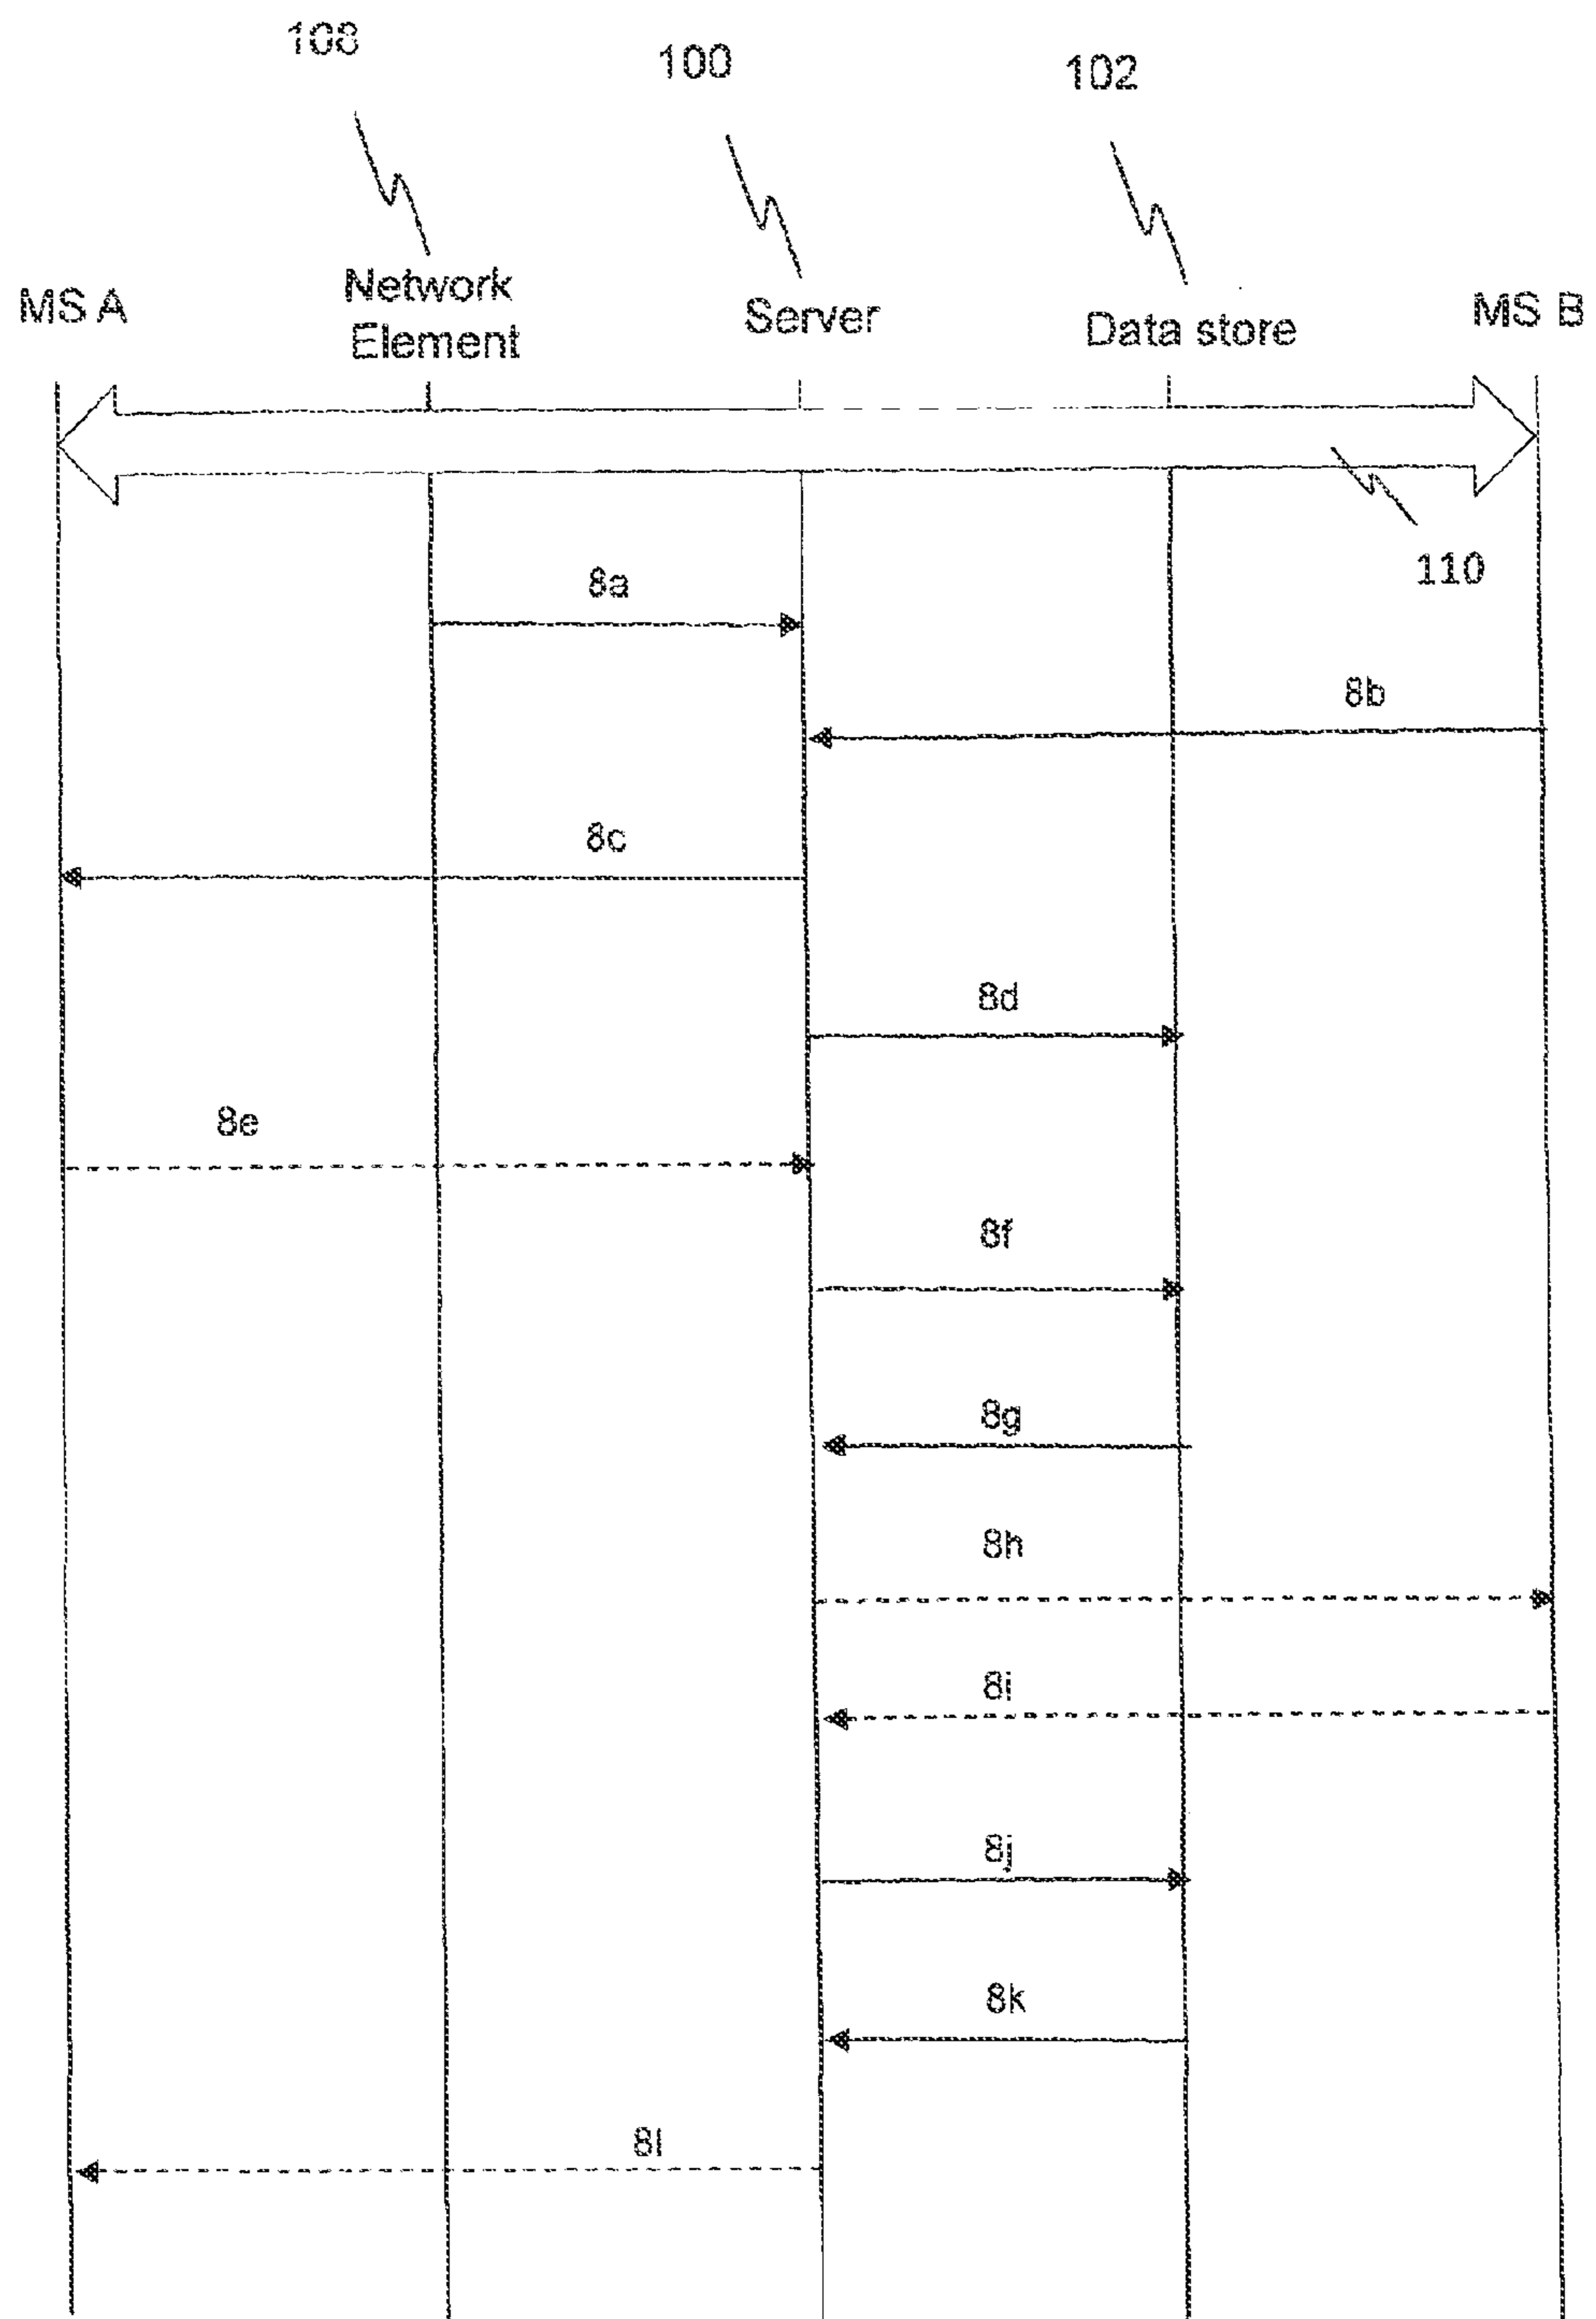 108
100
102
MS A
Network
Element
Server
Data store
MS B
110
8a
8b
8c
8d
8e
8f
8g
8h
8i
8j
8k
8l